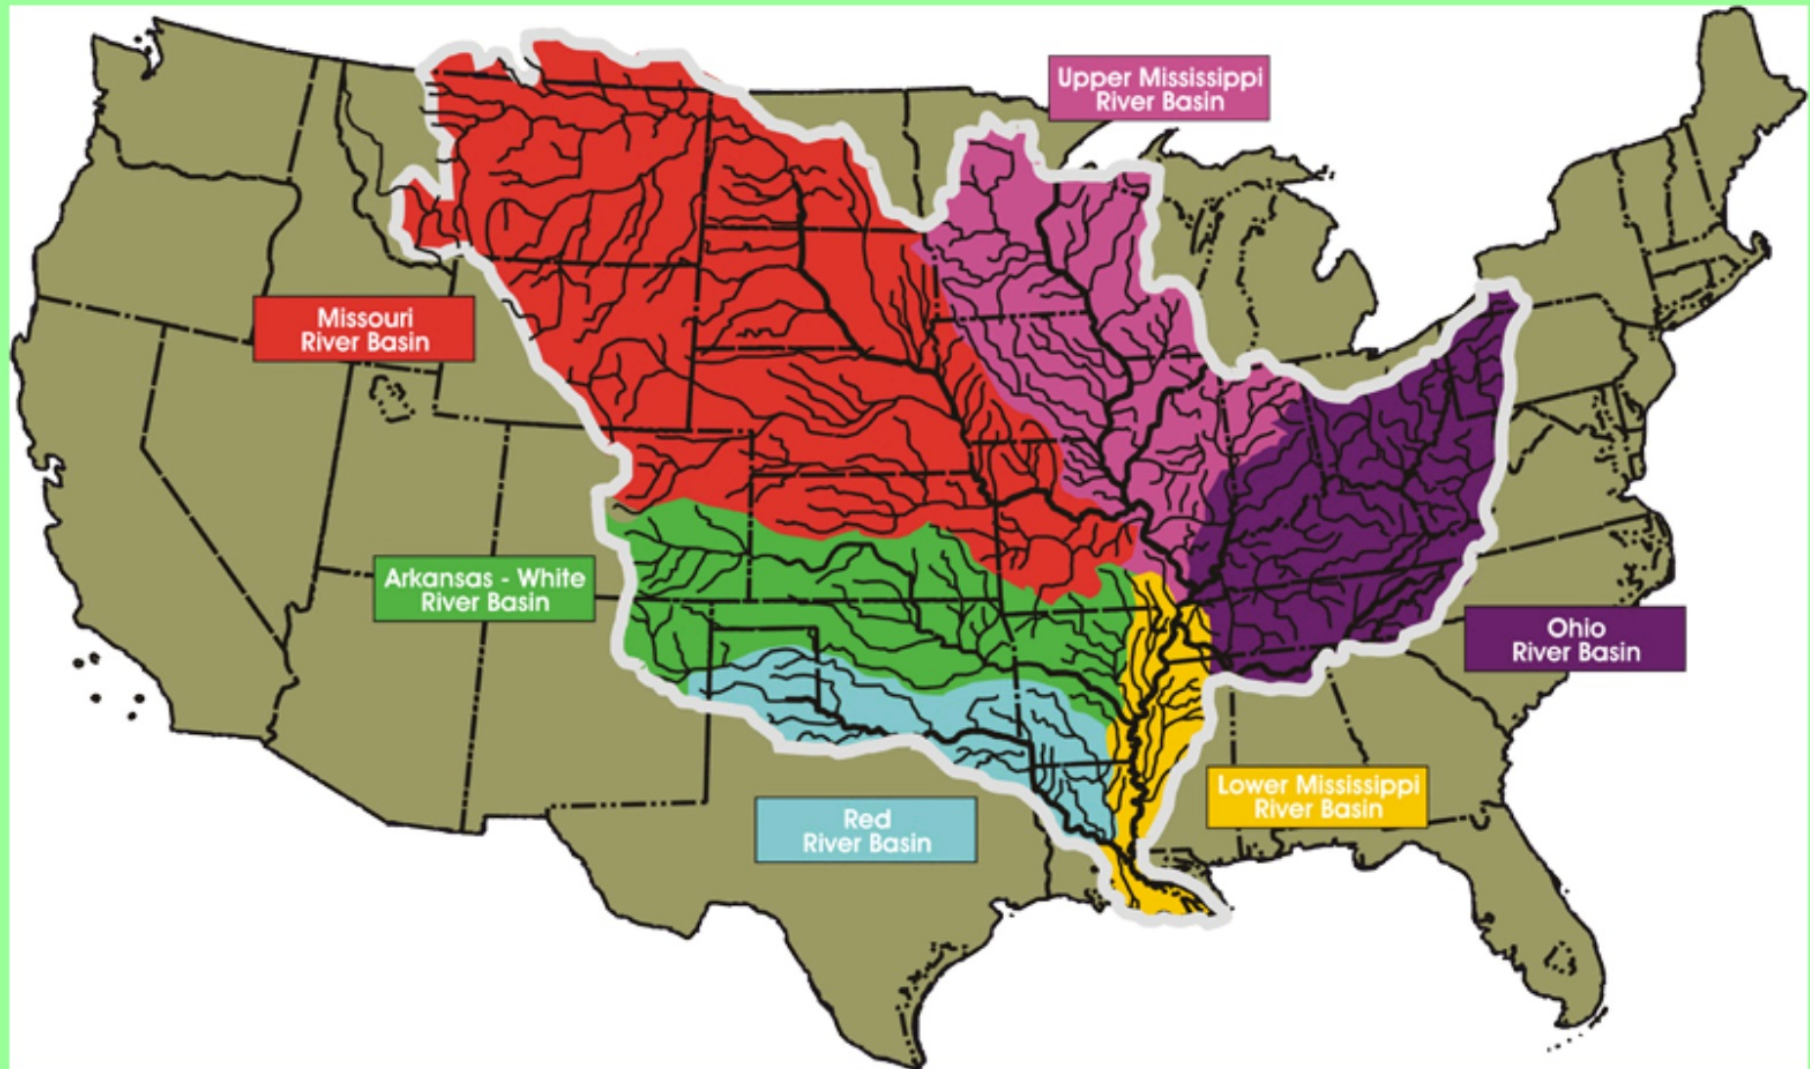 Upper Mississippi
River Basin
Missouri
River Basin
Arkansas - White
River Basin
Ohio
River Basin
Lower Mississippi
River Basin
Red
River Basin